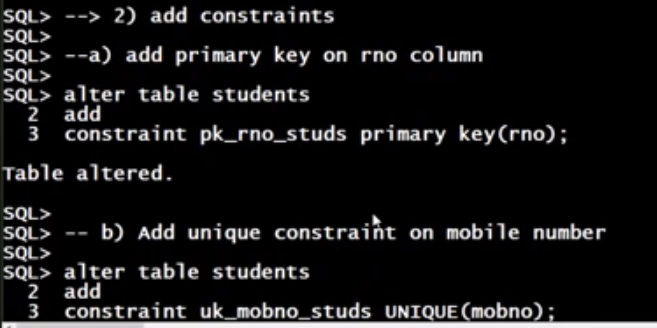 SQL> --> 2) add constraints
SQL>
SQL> --a) add primary key on rno column
SQL>
SQL> alter table students
2 add
3 constraint pk_rno_studs primary key(rno);
Table altered.
SQL>
SQL> -- b) Add unique constraint on mobile number
SQL>
SQL> alter table students
2 add
3 constraint uk_mobno_studs UNIQUE(mobno);